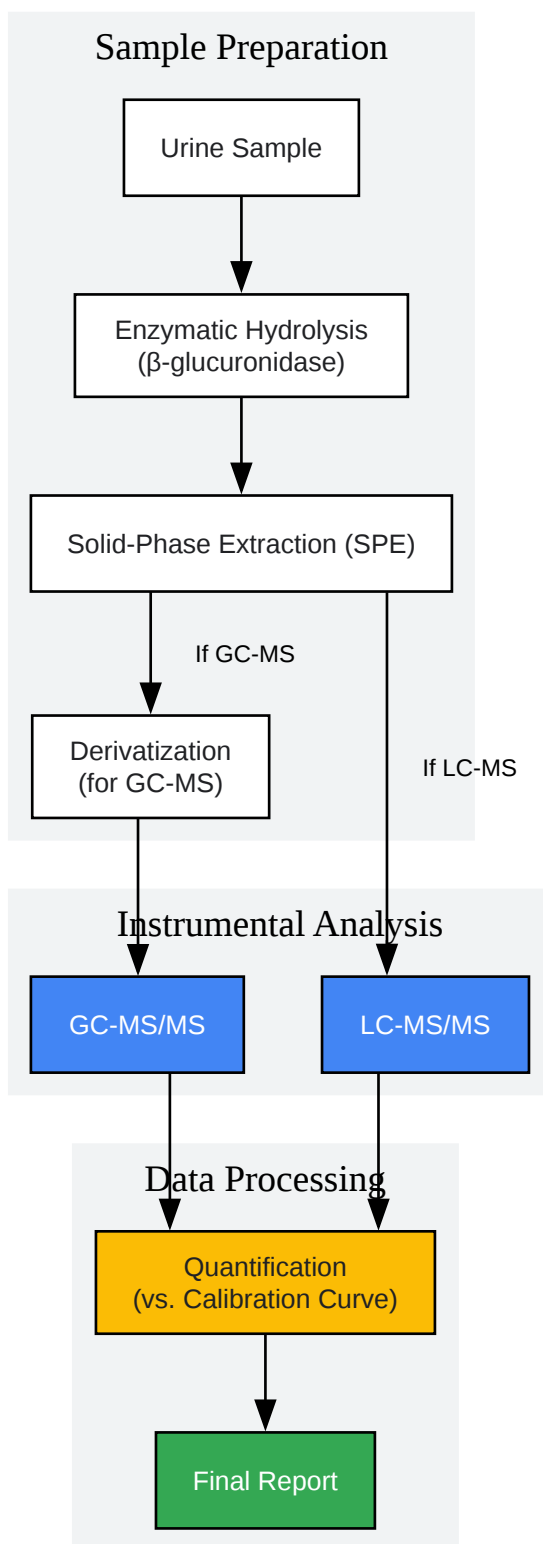 Sample Preparation
Urine Sample
Enzymatic Hydrolysis
(β-glucuronidase)
Solid-Phase Extraction (SPE)
If GC-MS
Derivatization
(for GC-MS)
If LC-MS
Instrumental Analysis
GC-MS/MS
LC-MS/MS
Data Processing
Quantification
(vs. Calibration Curve)
Final Report